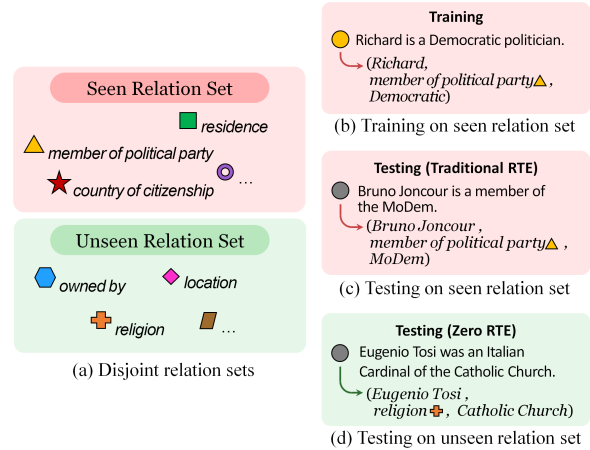 Seen Relation Set
residence
member of political party
country of citizenship
...
Unseen Relation Set
owned by
location
religion
...
(a) Disjoint relation sets
Training
Richard is a Democratic politician.
(Richard,
member of political party ,
Democratic)
(b) Training on seen relation set
Testing (Traditional RTE)
Bruno Joncour is a member of
the MoDem.
(Bruno Joncour ,
member of political party ,
MoDem)
(c) Testing on seen relation set
Testing (Zero RTE)
Eugenio Tosi was an Italian
Cardinal of the Catholic Church.
(Eugenio Tosi ,
religion , Catholic Church)
(d) Testing on unseen relation set